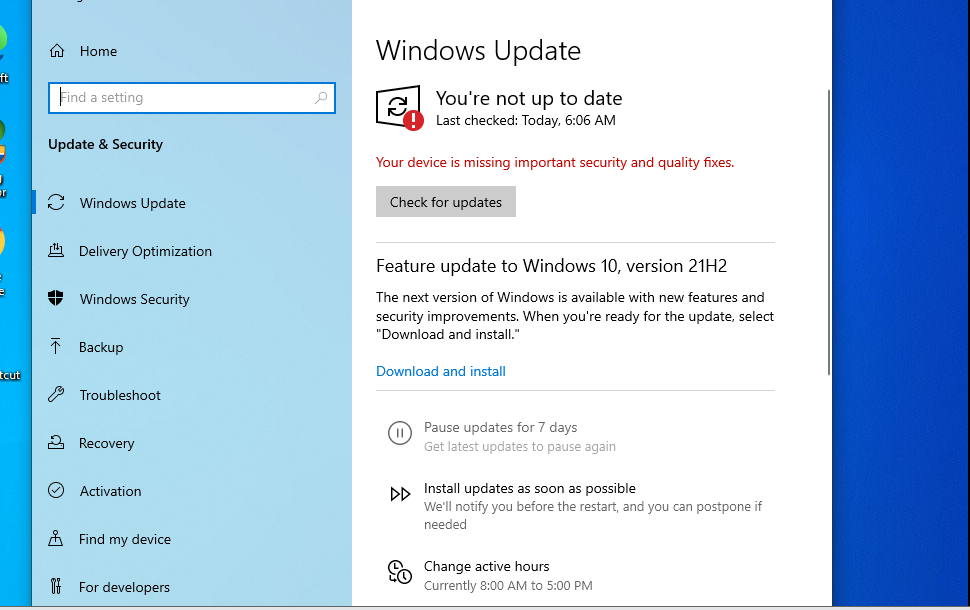 Home
Find a setting
Update & Security
Windows Update
Delivery Optimization
Windows Security
Backup
Troubleshoot
Recovery
Activation
Find my device
For developers
Windows Update
You're not up to date
Last checked: Today, 6:06 AM
Your device is missing important security and quality fixes.
Check for updates
Feature update to Windows 10, version 21H2
The next version of Windows is available with new features and
security improvements. When you're ready for the update, select
"Download and install."
Download and install
Pause updates for 7 days
Get latest updates to pause again
Install updates as soon as possible
We'll notify you before the restart, and you can postpone if
needed
Change active hours
Currently 8:00 AM to 5:00 PM